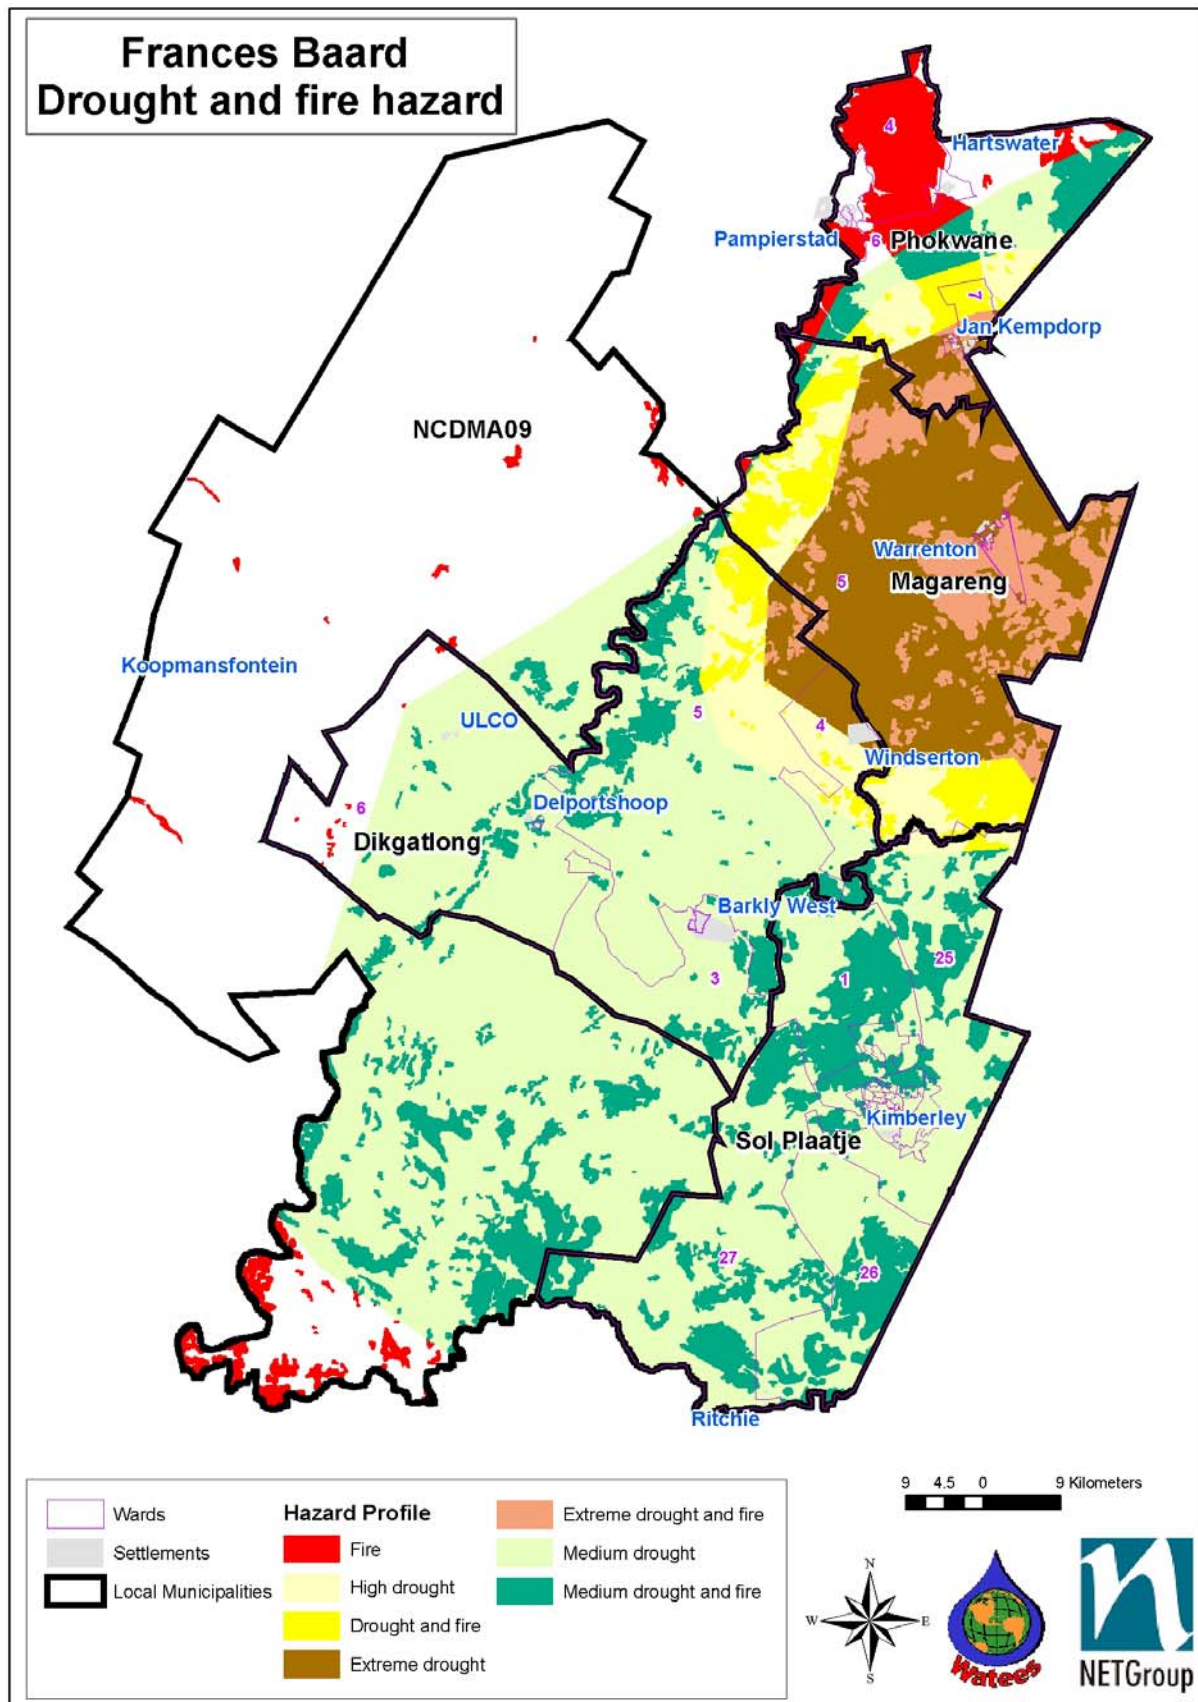 Frances Baard
Drought and fire hazard
4
Hartswater
Pampierstad
6
Phokwane
7
Jan Kempdorp
NCDMA09
Warrenton
5
Magareng
Koopmansfontein
5
4
ULCO
Windserton
6
Delportshoop
Dikgatlong
Barkly West
25
3
1
Kimberley
Sol Plaatje
27
26
Ritchie
9 4.5 0 9 Kilometers
Wards
Settlements
Local Municipalities
Hazard Profile
Fire
High drought
Drought and fire
Extreme drought
Extreme drought and fire
Medium drought
Medium drought and fire
N
W
E
S
Watees
n
NETGroup